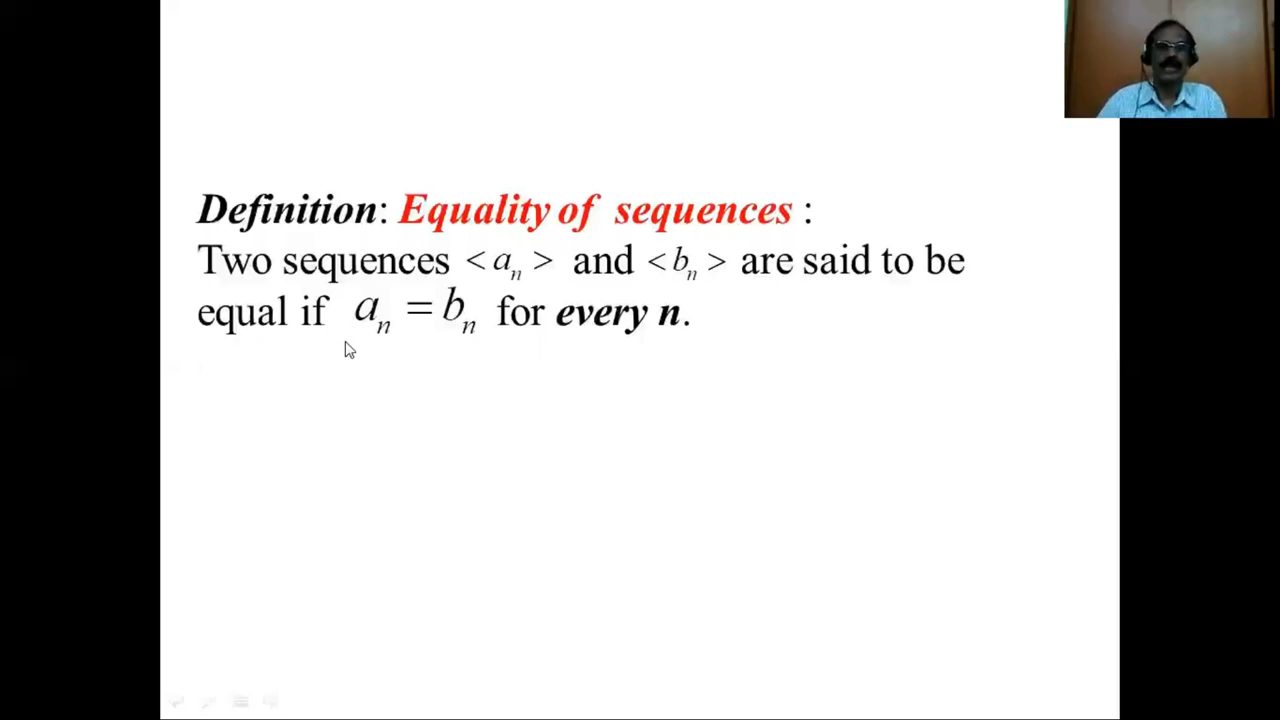 Definition: Equality of sequences :
Two sequences < aₙ > and < bₙ > are said to be
equal if aₙ = bₙ for every n.